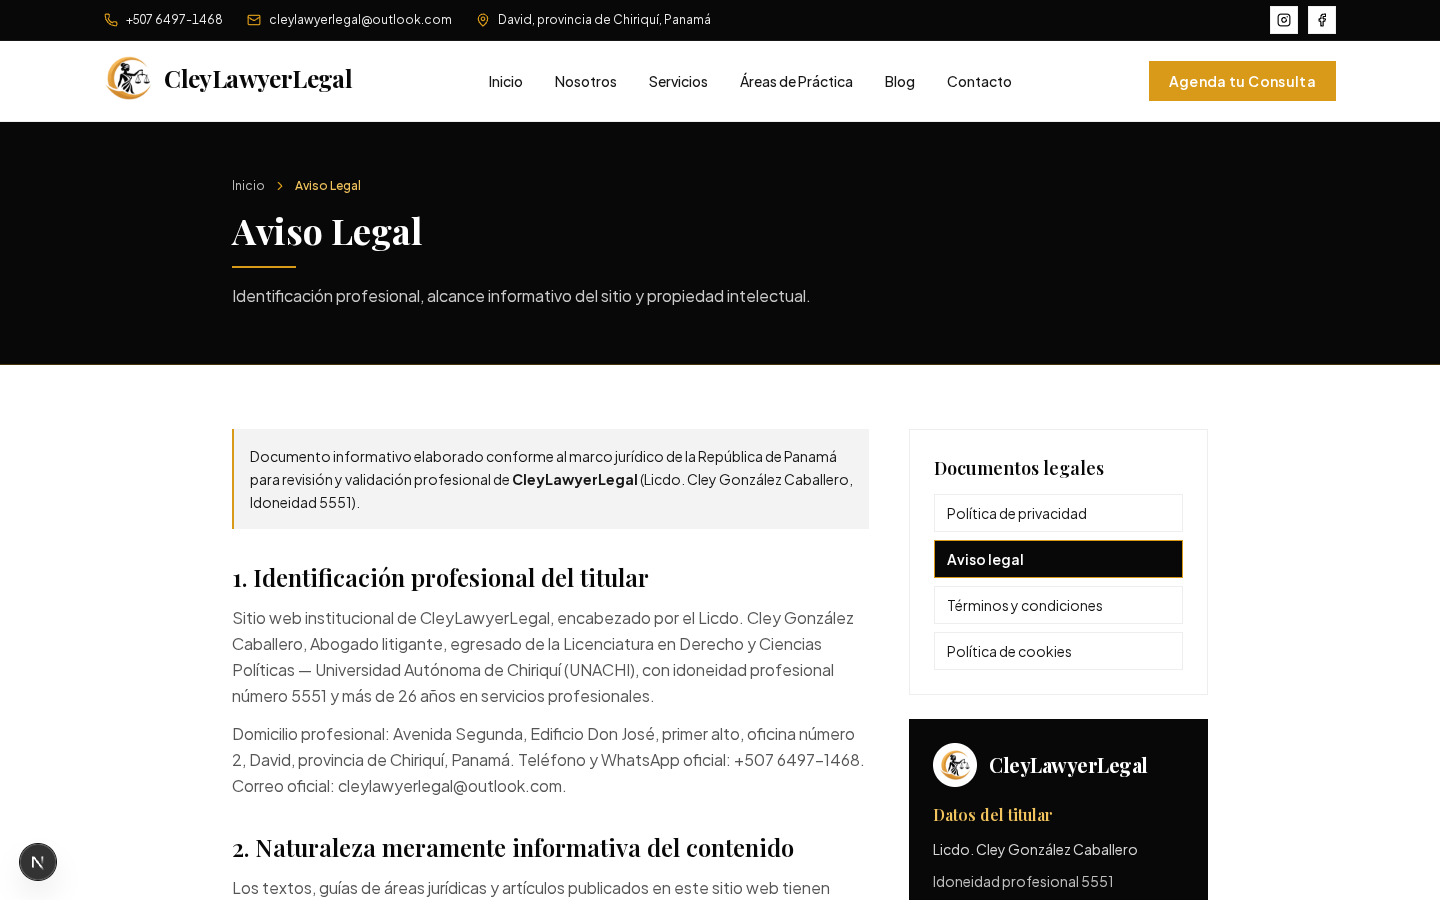 +507 6497-1468
cleylawyerlegal@outlook.com
David, provincia de Chiriquí, Panamá
CleyLawyerLegal
Inicio
Nosotros
Servicios
Áreas de Práctica
Blog
Contacto
Agenda tu Consulta
Inicio
Aviso Legal
Aviso Legal
Identificación profesional, alcance informativo del sitio y propiedad intelectual.
Documento informativo elaborado conforme al marco jurídico de la República de Panamá
para revisión y validación profesional de CleyLawyerLegal (Licdo. Cley González Caballero,
Idoneidad 5551).
1. Identificación profesional del titular
Sitio web institucional de CleyLawyerLegal, encabezado por el Licdo. Cley González
Caballero, Abogado litigante, egresado de la Licenciatura en Derecho y Ciencias
Políticas — Universidad Autónoma de Chiriquí (UNACHI), con idoneidad profesional
número 5551 y más de 26 años en servicios profesionales.
Domicilio profesional: Avenida Segunda, Edificio Don José, primer alto, oficina número
2, David, provincia de Chiriquí, Panamá. Teléfono y WhatsApp oficial: +507 6497-1468.
Correo oficial: cleylawyerlegal@outlook.com.
2. Naturaleza meramente informativa del contenido
Los textos, guías de áreas jurídicas y artículos publicados en este sitio web tienen
Documentos legales
Política de privacidad
Aviso legal
Términos y condiciones
Política de cookies
CleyLawyerLegal
Datos del titular
Licdo. Cley González Caballero
Idoneidad profesional 5551